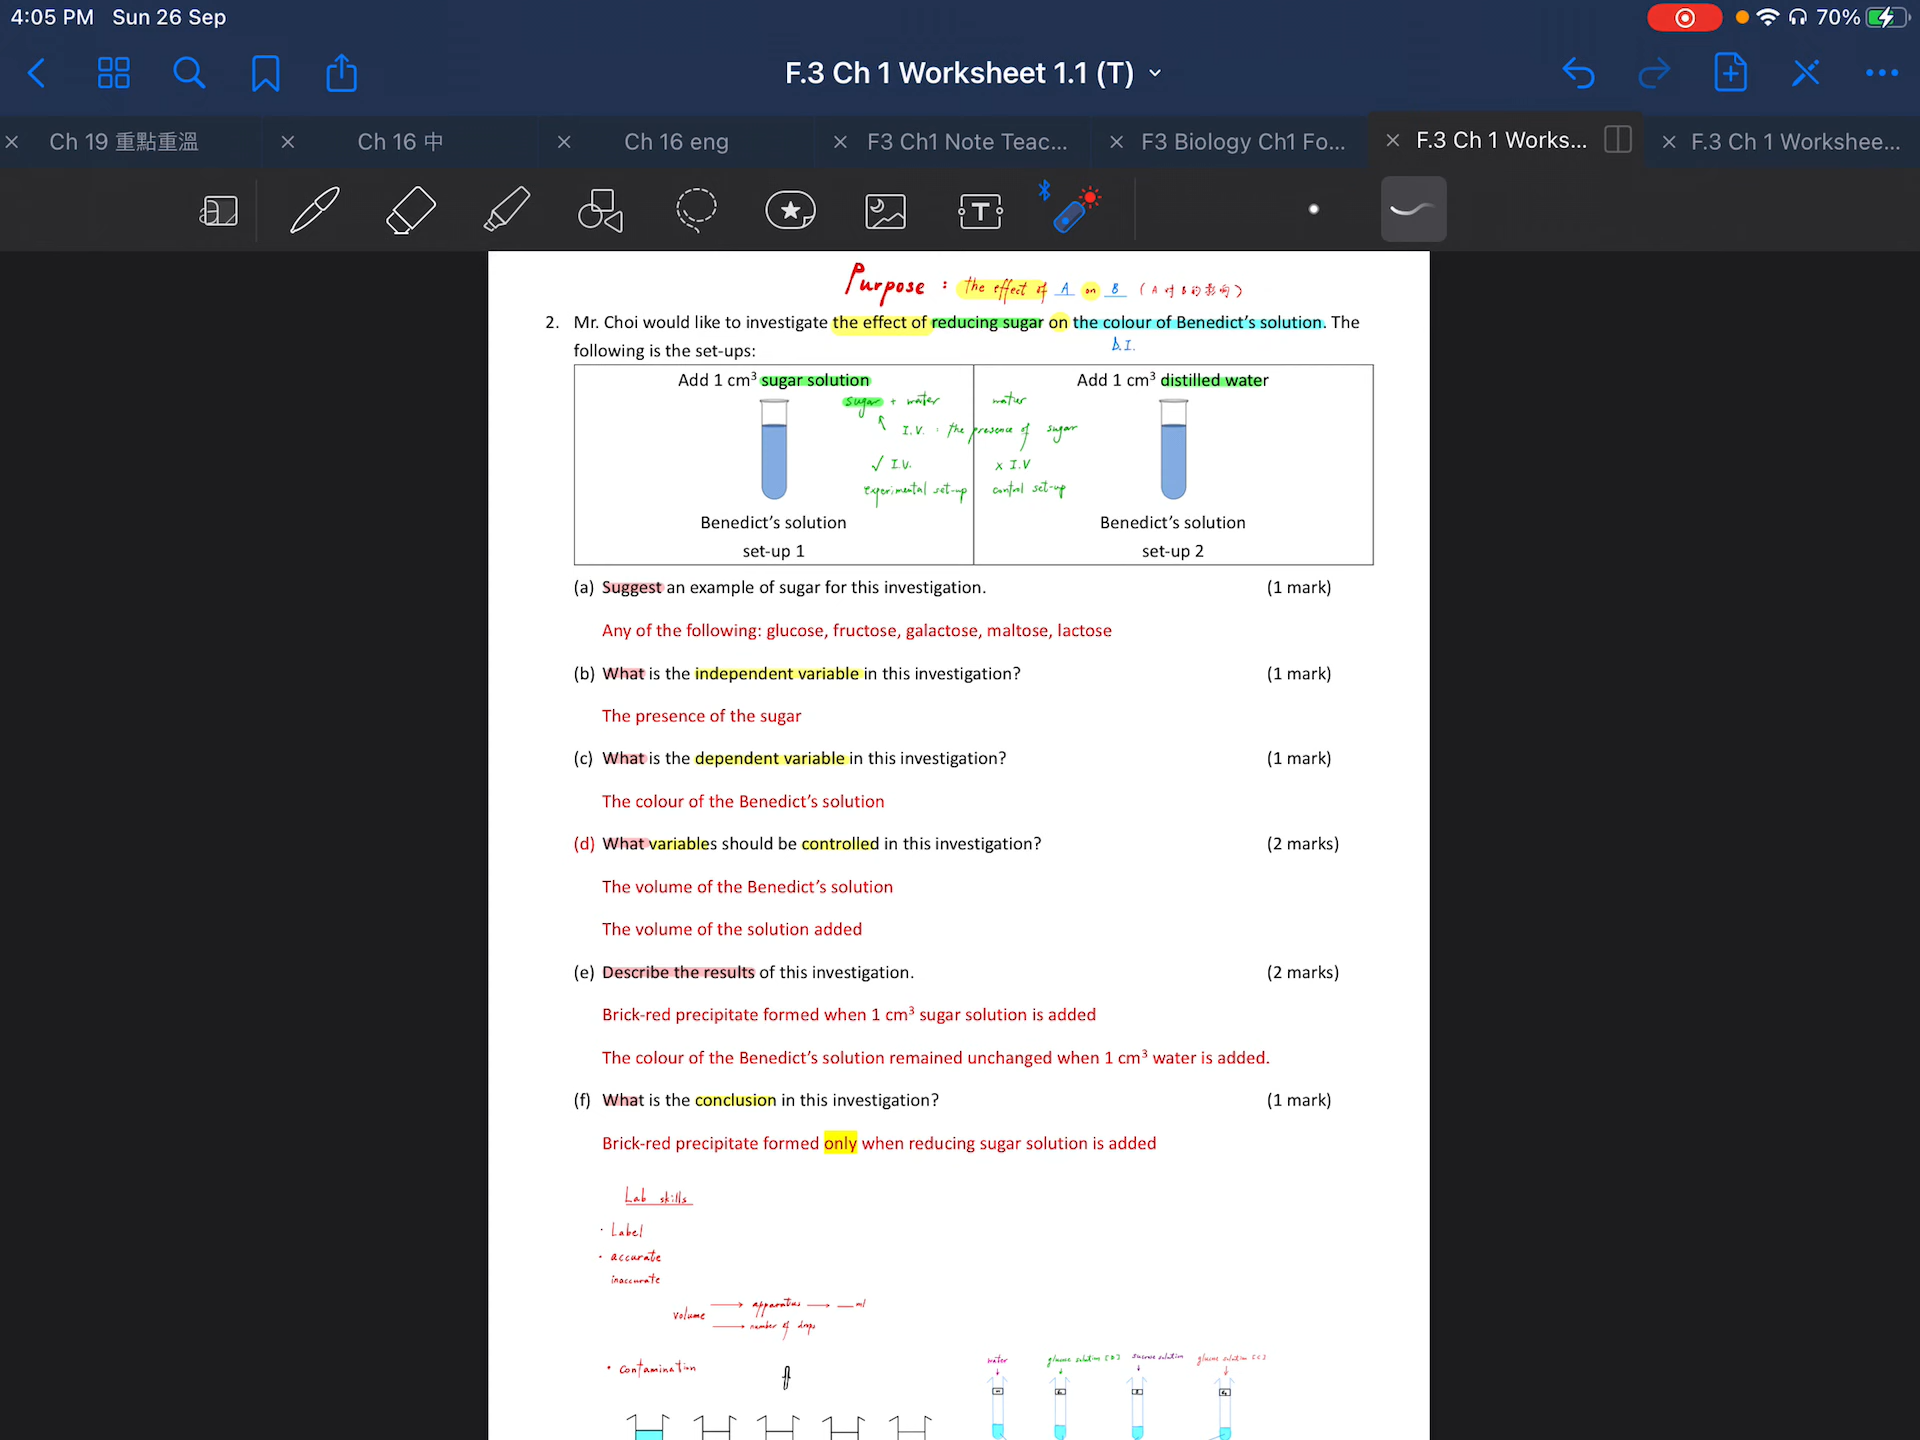 4:05 PM Sun 26 Sep
70%
F.3 Ch 1 Worksheet 1.1 (T)
Ch 19 重點重溫
Ch 16 中
Ch 16 eng
F3 Ch1 Note Teac...
F3 Biology Ch1 Fo...
F.3 Ch 1 Works...
F.3 Ch 1 Workshee...
Purpose : the effect of A on B (A 對 B 的影响)
2. Mr. Choi would like to investigate the effect of reducing sugar on the colour of Benedict's solution. The
following is the set-ups:
Add 1 cm³ sugar solution
Add 1 cm³ distilled water
sugar + water
water
I.V. : the presence of sugar
√ I.V.
x I.V
experimental set-up
control set-up
Benedict's solution
set-up 1
Benedict's solution
set-up 2
(a) Suggest an example of sugar for this investigation. (1 mark)
Any of the following: glucose, fructose, galactose, maltose, lactose
(b) What is the independent variable in this investigation? (1 mark)
The presence of the sugar
(c) What is the dependent variable in this investigation? (1 mark)
The colour of the Benedict's solution
(d) What variables should be controlled in this investigation? (2 marks)
The volume of the Benedict's solution
The volume of the solution added
(e) Describe the results of this investigation. (2 marks)
Brick-red precipitate formed when 1 cm³ sugar solution is added
The colour of the Benedict's solution remained unchanged when 1 cm³ water is added.
(f) What is the conclusion in this investigation? (1 mark)
Brick-red precipitate formed only when reducing sugar solution is added
Lab skills
· Label
· accurate
inaccurate
volume
→ apparatus → __ ml
→ number of drops
• contamination
water
glucose solution
sucrose solution
glucose solution